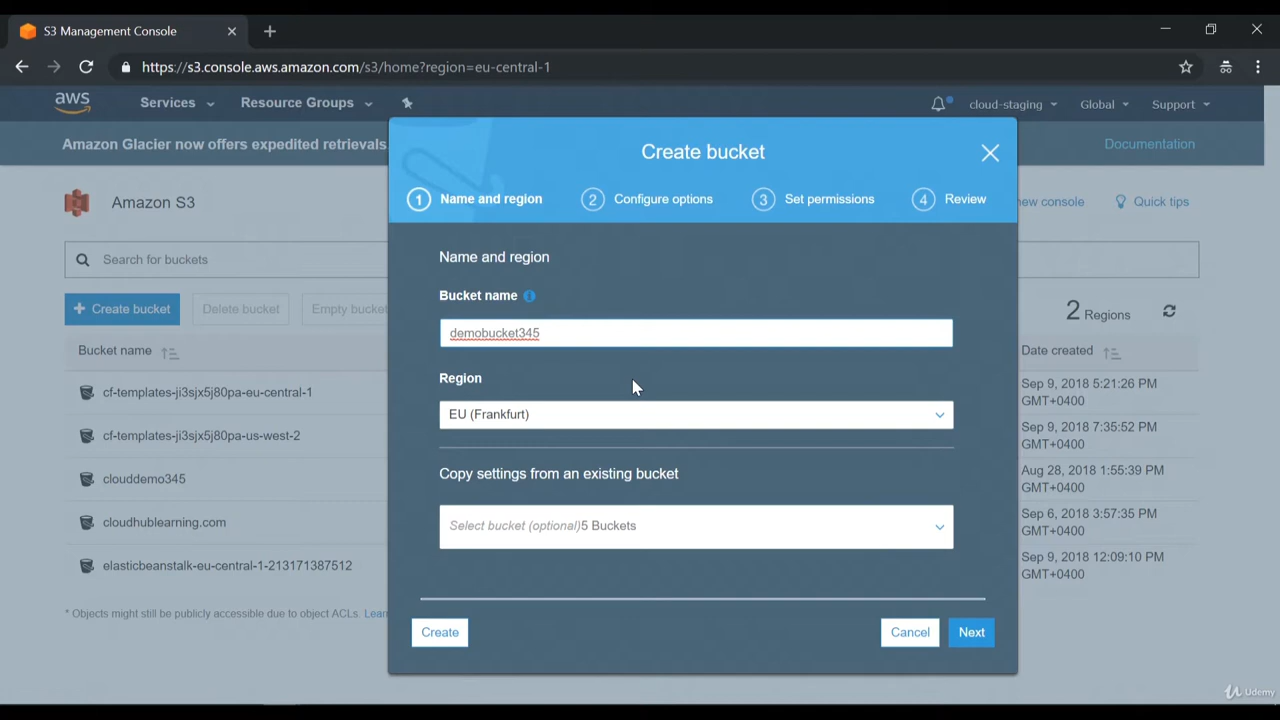 S3 Management Console
https://s3.console.aws.amazon.com/s3/home?region=eu-central-1
aws Services Resource Groups cloud-staging Global Support
Amazon Glacier now offers expedited retrievals Documentation
Create bucket
1 Name and region 2 Configure options 3 Set permissions 4 Review
Amazon S3 new console Quick tips
Search for buckets
Name and region
Bucket name
demobucket345
+ Create bucket Delete bucket Empty bucket 2 Regions
Bucket name Date created
Region
EU (Frankfurt)
cf-templates-ji3sjx5j80pa-eu-central-1 Sep 9, 2018 5:21:26 PM
GMT+0400
cf-templates-ji3sjx5j80pa-us-west-2 Sep 9, 2018 7:35:52 PM
GMT+0400
clouddemo345 Aug 28, 2018 1:55:39 PM
GMT+0400
cloudhublearning.com Sep 6, 2018 3:57:35 PM
GMT+0400
elasticbeanstalk-eu-central-1-213171387512 Sep 9, 2018 12:09:10 PM
GMT+0400
Copy settings from an existing bucket
Select bucket (optional)5 Buckets
* Objects might still be publicly accessible due to object ACLs. Lear
Create Cancel Next
Udemy